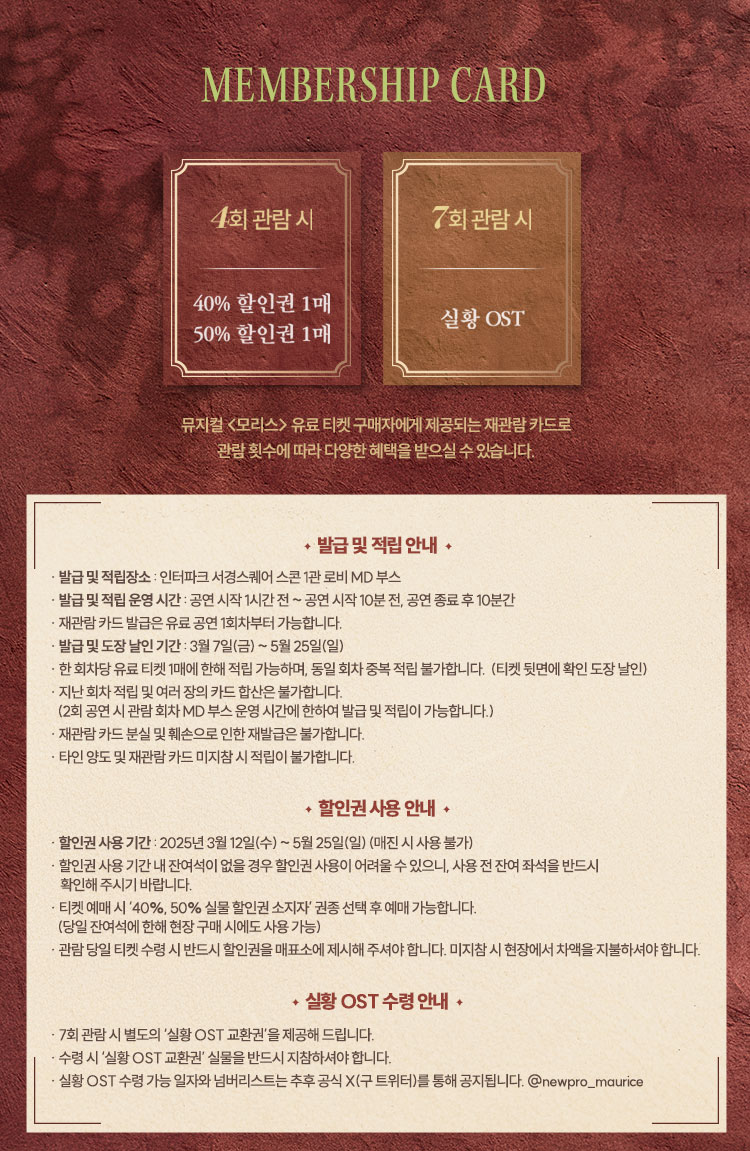 MEMBERSHIP CARD
4회 관람 시
40% 할인권 1매
50% 할인권 1매
7회 관람 시
실황 OST
뮤지컬 <모리스> 유료 티켓 구매자에게 제공되는 재관람 카드로
관람 횟수에 따라 다양한 혜택을 받으실 수 있습니다.
발급 및 적립 안내
· 발급 및 적립장소 : 인터파크 서경스퀘어 스콘 1관 로비 MD 부스
· 발급 및 적립 운영 시간 : 공연 시작 1시간 전 ~ 공연 시작 10분 전, 공연 종료 후 10분간
· 재관람 카드 발급은 유료 공연 1회차부터 가능합니다.
· 발급 및 도장 날인 기간 : 3월 7일(금) ~ 5월 25일(일)
· 한 회차당 유료 티켓 1매에 한해 적립 가능하며, 동일 회차 중복 적립 불가합니다. (티켓 뒷면에 확인 도장 날인)
· 지난 회차 적립 및 여러 장의 카드 합산은 불가합니다.
(2회 공연 시 관람 회차 MD 부스 운영 시간에 한하여 발급 및 적립이 가능합니다.)
· 재관람 카드 분실 및 훼손으로 인한 재발급은 불가합니다.
· 타인 양도 및 재관람 카드 미지참 시 적립이 불가합니다.
할인권 사용 안내
· 할인권 사용 기간 : 2025년 3월 12일(수) ~ 5월 25일(일) (매진 시 사용 불가)
· 할인권 사용 기간 내 잔여석이 없을 경우 할인권 사용이 어려울 수 있으니, 사용 전 잔여 좌석을 반드시
확인해 주시기 바랍니다.
· 티켓 예매 시 '40%, 50% 실물 할인권 소지자' 권종 선택 후 예매 가능합니다.
(당일 잔여석에 한해 현장 구매 시에도 사용 가능)
· 관람 당일 티켓 수령 시 반드시 할인권을 매표소에 제시해 주셔야 합니다. 미지참 시 현장에서 차액을 지불하셔야 합니다.
실황 OST 수령 안내
· 7회 관람 시 별도의 '실황 OST 교환권'을 제공해 드립니다.
· 수령 시 '실황 OST 교환권' 실물을 반드시 지참하셔야 합니다.
· 실황 OST 수령 가능 일자와 넘버리스트는 추후 공식 X(구 트위터)를 통해 공지됩니다. @newpro_maurice